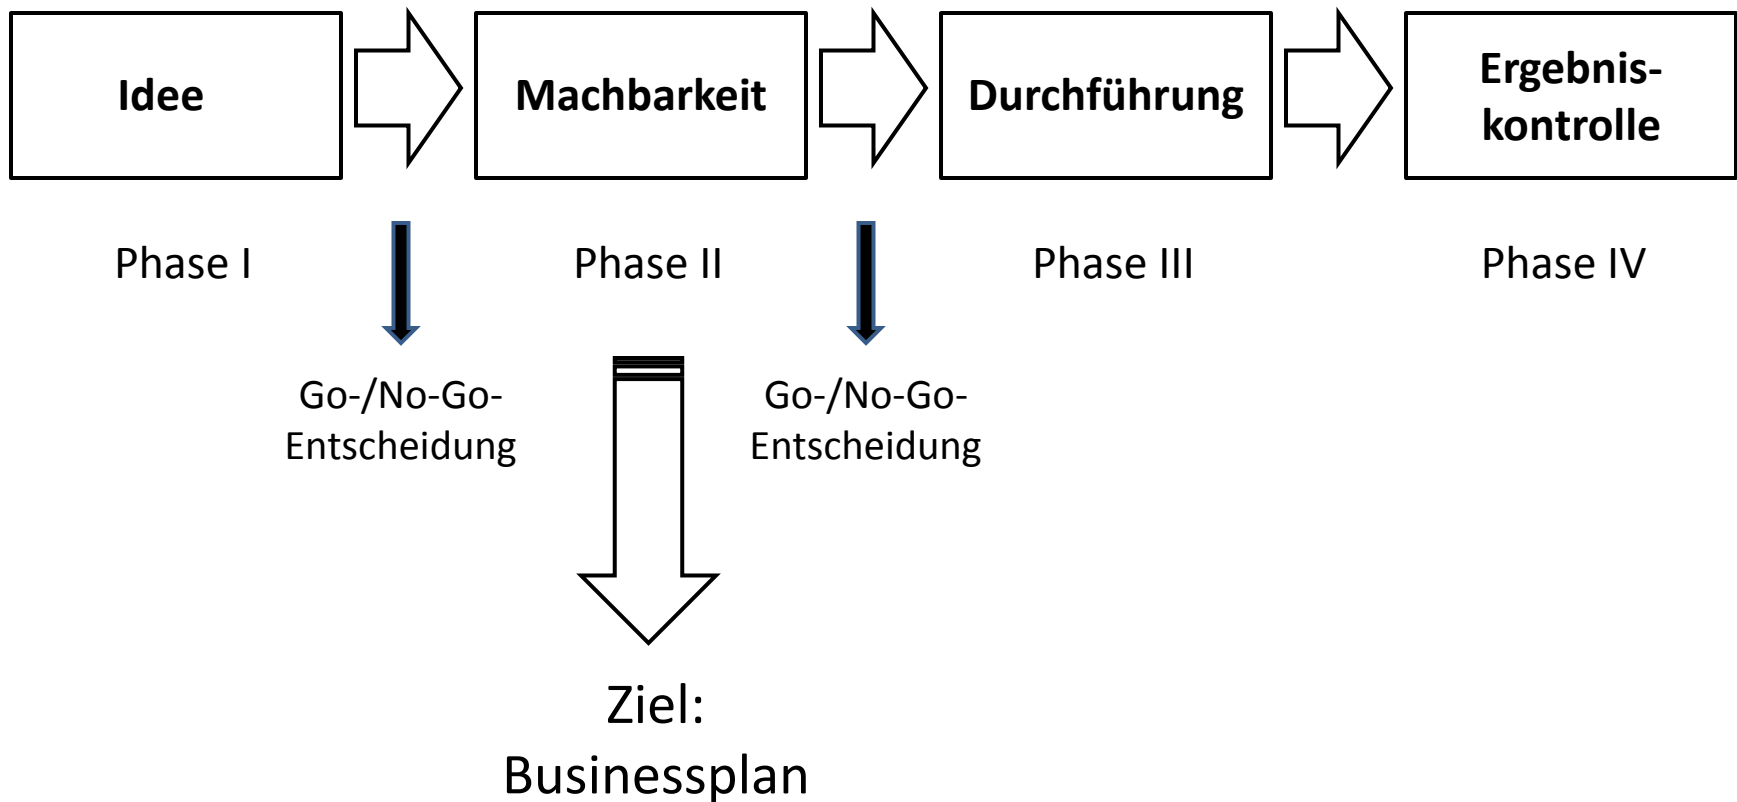 Idee
Machbarkeit
Durchführung
Ergebnis-
kontrolle
Phase I
Phase II
Phase III
Phase IV
Go-/No-Go-
Entscheidung
Go-/No-Go-
Entscheidung
Ziel:
Businessplan